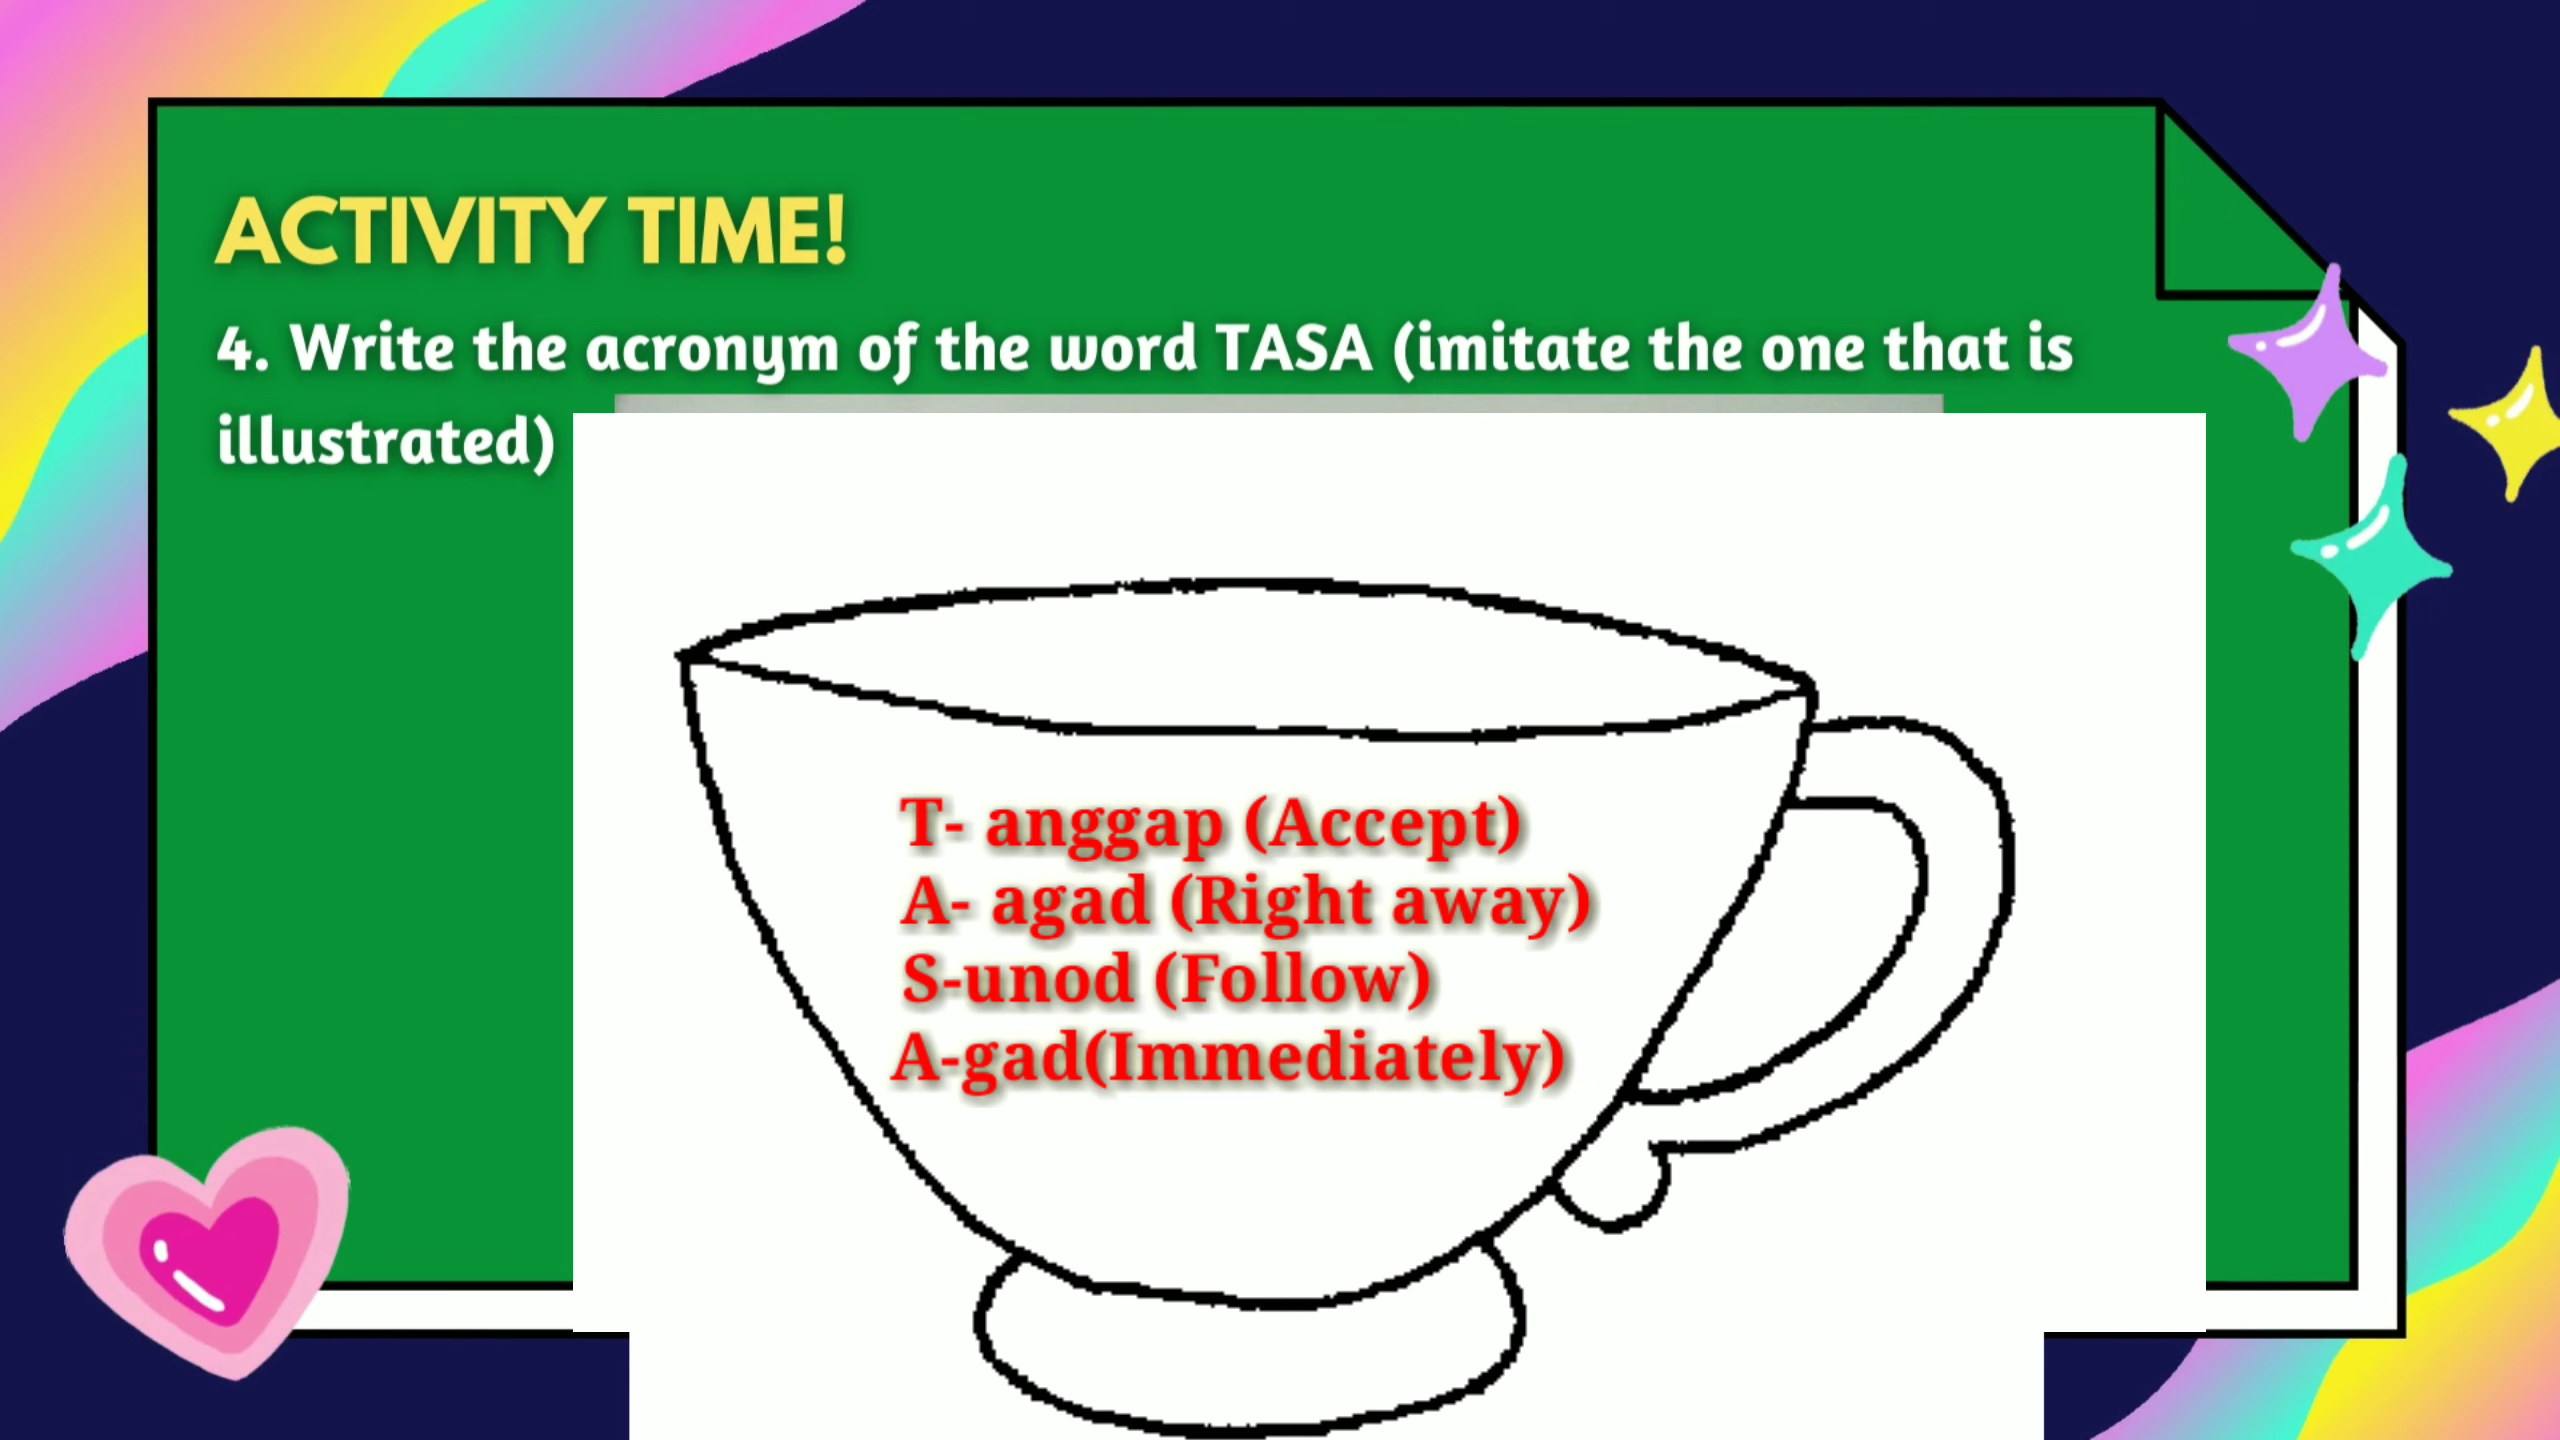 ACTIVITY TIME!
4. Write the acronym of the word TASA (imitate the one that is
illustrated)
T- anggap (Accept)
A- agad (Right away)
S-unod (Follow)
A-gad(Immediately)